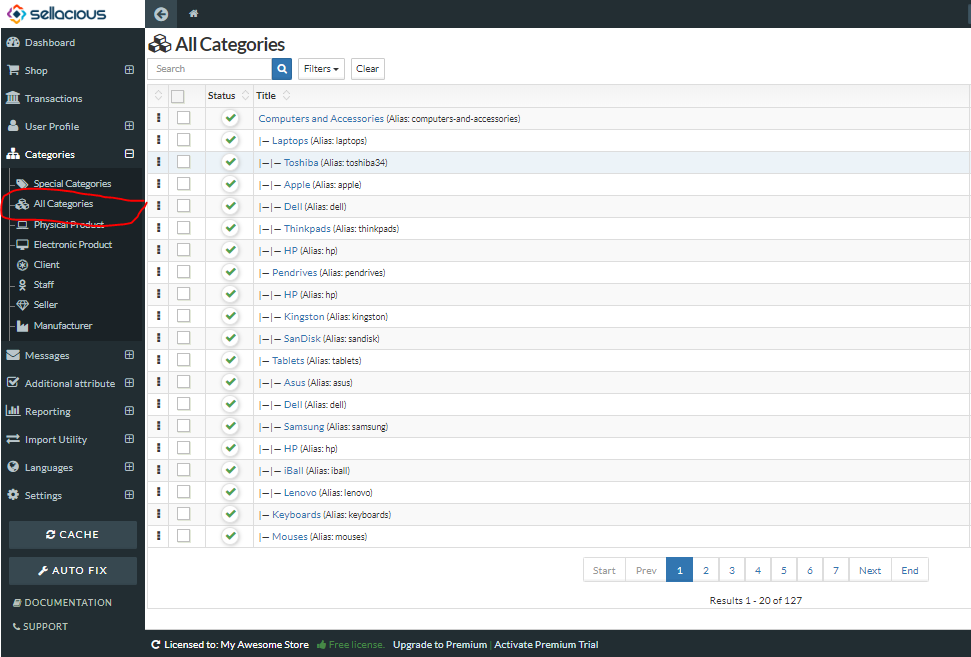 sellacious
Dashboard
Shop
Transactions
User Profile
Categories
Special Categories
All Categories
Physical Product
Electronic Product
Client
Staff
Seller
Manufacturer
Messages
Additional attribute
Reporting
Import Utility
Languages
Settings
CACHE
AUTO FIX
DOCUMENTATION
SUPPORT
All Categories
Search Filters Clear
Status Title
Computers and Accessories (Alias: computers-and-accessories)
|— Laptops (Alias: laptops)
|—|— Toshiba (Alias: toshiba34)
|—|— Apple (Alias: apple)
|—|— Dell (Alias: dell)
|—|— Thinkpads (Alias: thinkpads)
|—|— HP (Alias: hp)
|— Pendrives (Alias: pendrives)
|—|— HP (Alias: hp)
|—|— Kingston (Alias: kingston)
|—|— SanDisk (Alias: sandisk)
|— Tablets (Alias: tablets)
|—|— Asus (Alias: asus)
|—|— Dell (Alias: dell)
|—|— Samsung (Alias: samsung)
|—|— HP (Alias: hp)
|—|— iBall (Alias: iball)
|—|— Lenovo (Alias: lenovo)
|— Keyboards (Alias: keyboards)
|— Mouses (Alias: mouses)
Start Prev 1 2 3 4 5 6 7 Next End
Results 1 - 20 of 127
Licensed to: My Awesome Store Free license. Upgrade to Premium | Activate Premium Trial